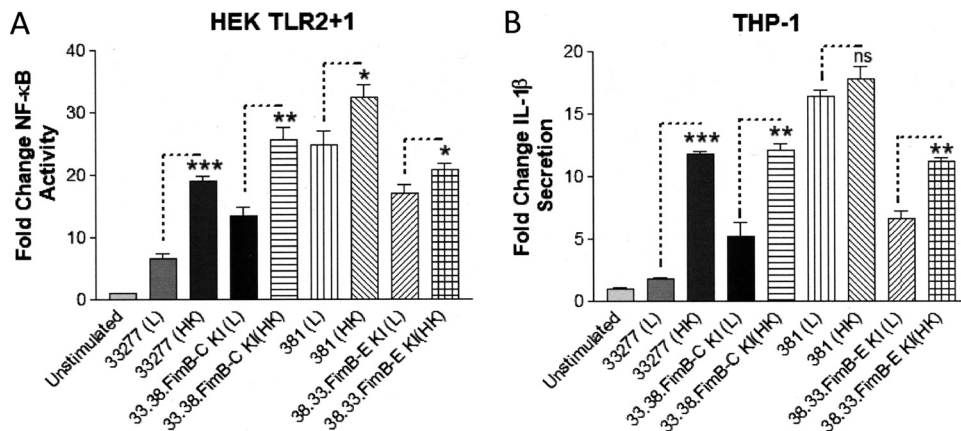 A
HEK TLR2+1
Fold Change NF-κB
Activity
40
30
20
10
0
***
**
*
*
Unstimulated
33277 (L)
33277 (HK)
33.38.FimB-C KI (L)
33.38.FimB-C KI(HK)
381 (L)
381 (HK)
38.33.FimB-E KI (L)
38.33.FimB-E KI(HK)
B
THP-1
Fold Change IL-1β
Secretion
20
15
10
5
0
***
**
ns
**
Unstimulated
33277 (L)
33277 (HK)
33.38.FimB-C KI (L)
33.38.FimB-C KI(HK)
381 (L)
381 (HK)
38.33.FimB-E KI (L)
38.33.FimB-E KI(HK)